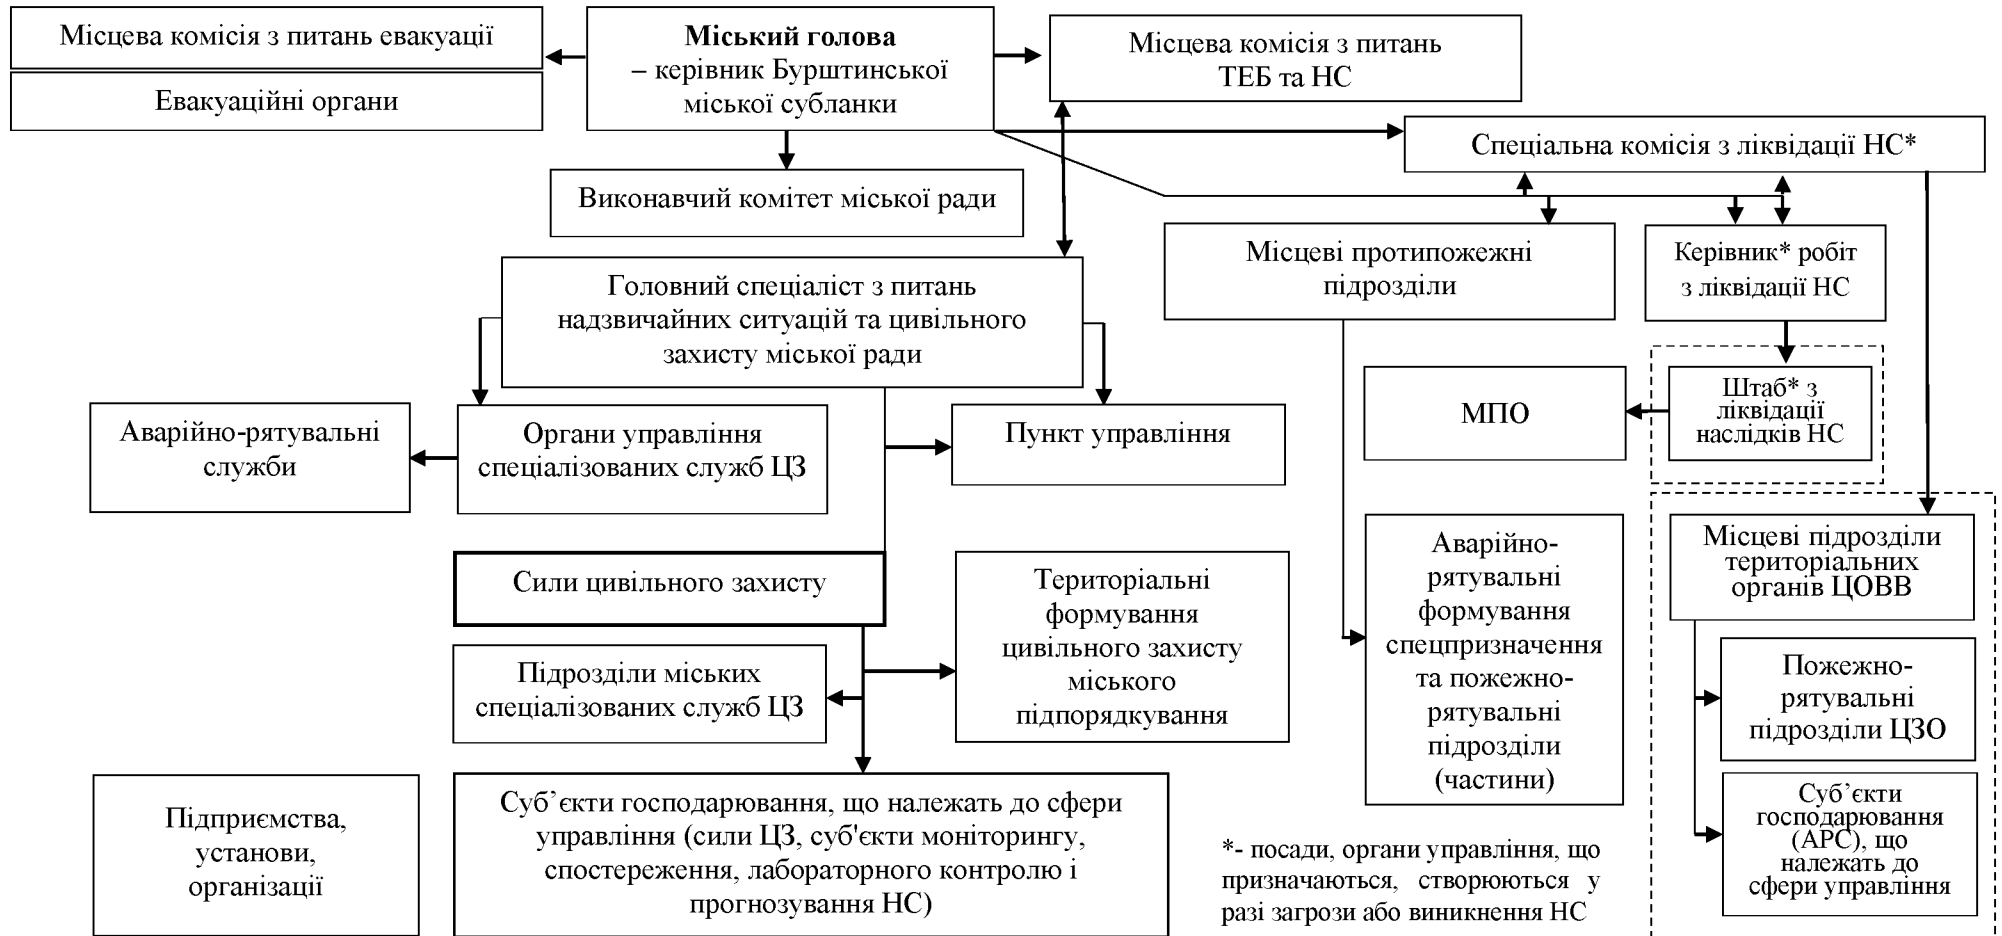 Місцева комісія з питань евакуації
Евакуаційні органи
Міський голова
– керівник Бурштинської
міської субланки
Місцева комісія з питань
ТЕБ та НС
Спеціальна комісія з ліквідації НС*
Виконавчий комітет міської ради
Головний спеціаліст з питань
надзвичайних ситуацій та цивільного
захисту міської ради
Місцеві протипожежні
підрозділи
Керівник* робіт
з ліквідації НС
Аварійно-рятувальні
служби
Органи управління
спеціалізованих служб ЦЗ
Пункт управління
МПО
Штаб* з
ліквідації
наслідків НС
Сили цивільного захисту
Територіальні
формування
цивільного захисту
міського
підпорядкування
Аварійно-
рятувальні
формування
спецпризначення
та пожежно-
рятувальні
підрозділи
(частини)
Місцеві підрозділи
територіальних
органів ЦОВВ
Підрозділи міських
спеціалізованих служб ЦЗ
Пожежно-
рятувальні
підрозділи ЦЗО
Підприємства,
установи,
організації
Суб’єкти господарювання, що належать до сфери
управління (сили ЦЗ, суб'єкти моніторингу,
спостереження, лабораторного контролю і
прогнозування НС)
Суб’єкти
господарювання
(АРС), що
належать до
сфери управління
*- посади, органи управління, що
призначаються, створюються у
разі загрози або виникнення НС